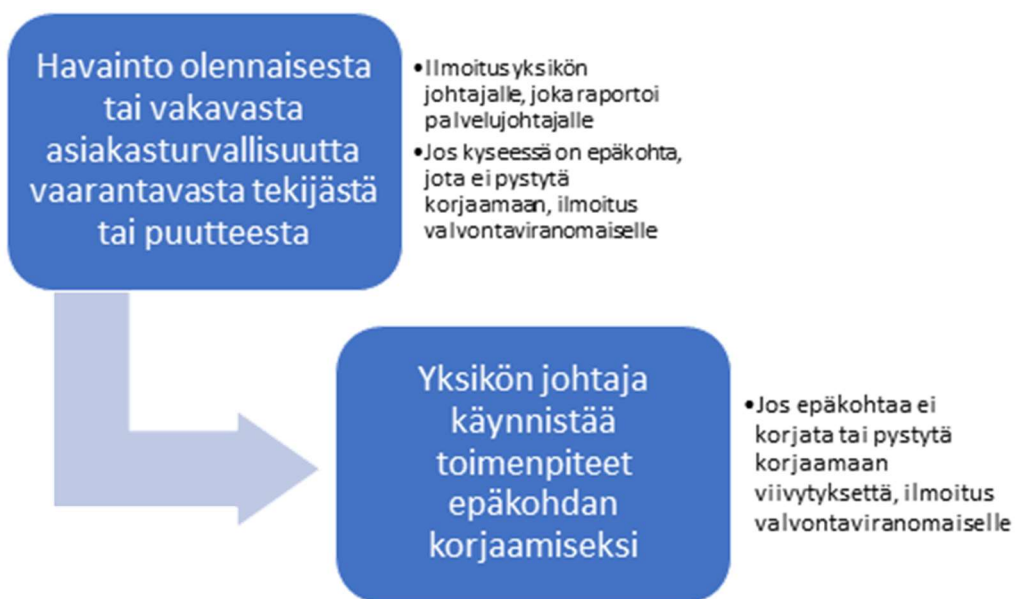 Havainto olennaisesta
tai vakavasta
asiakasturvallisuutta
vaarantavasta tekijästä
tai puutteesta
•Ilmoitus yksikön
johtajalle, joka raportoi
palvelujohtajalle
•Jos kyseessä on epäkohta,
jota ei pystytä
korjaamaan, ilmoitus
valvontaviranomaiselle
Yksikön johtaja
käynnistää
toimenpiteet
epäkohdan
korjaamiseksi
•Jos epäkohtaa ei
korjata tai pystytä
korjaamaan
viivytyksettä, ilmoitus
valvontaviranomaiselle